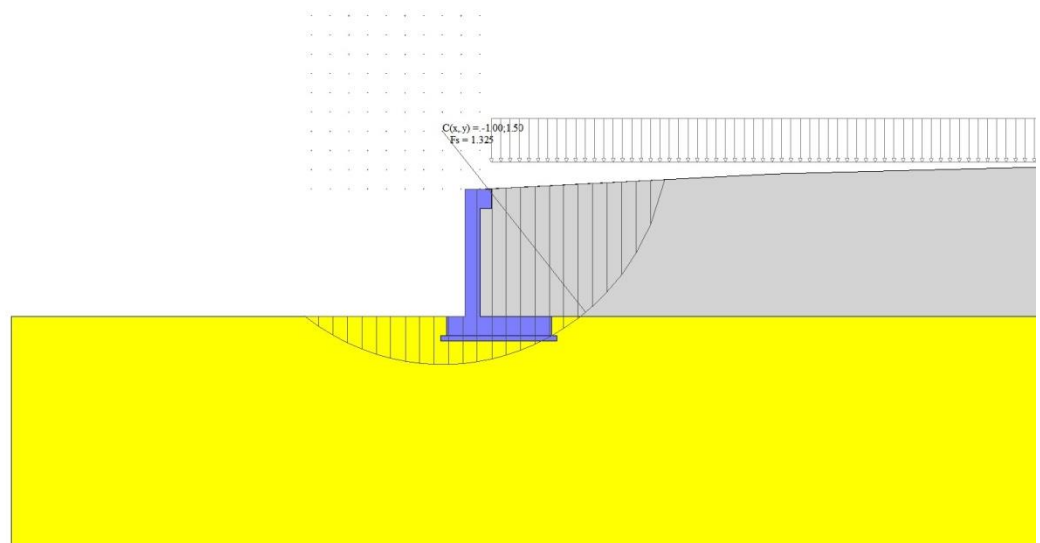 C(x, y) = -1.00;1.50
Fs = 1.325